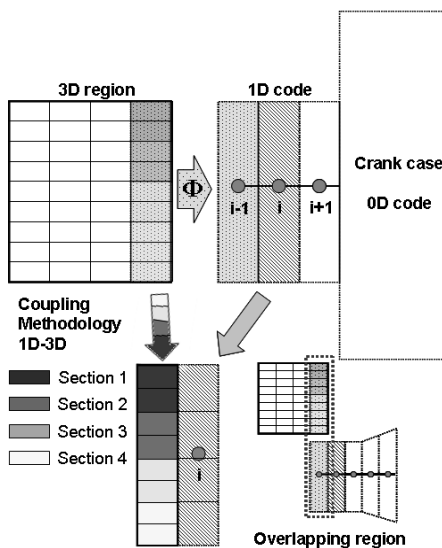 3D region
1D code
Crank case
0D code
Φ
i-1
i
i+1
Coupling
Methodology
1D-3D
Section 1
Section 2
Section 3
Section 4
i
Overlapping region